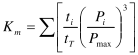 K_m = ∑[t_i/t_T (P_i/P_max)^3]